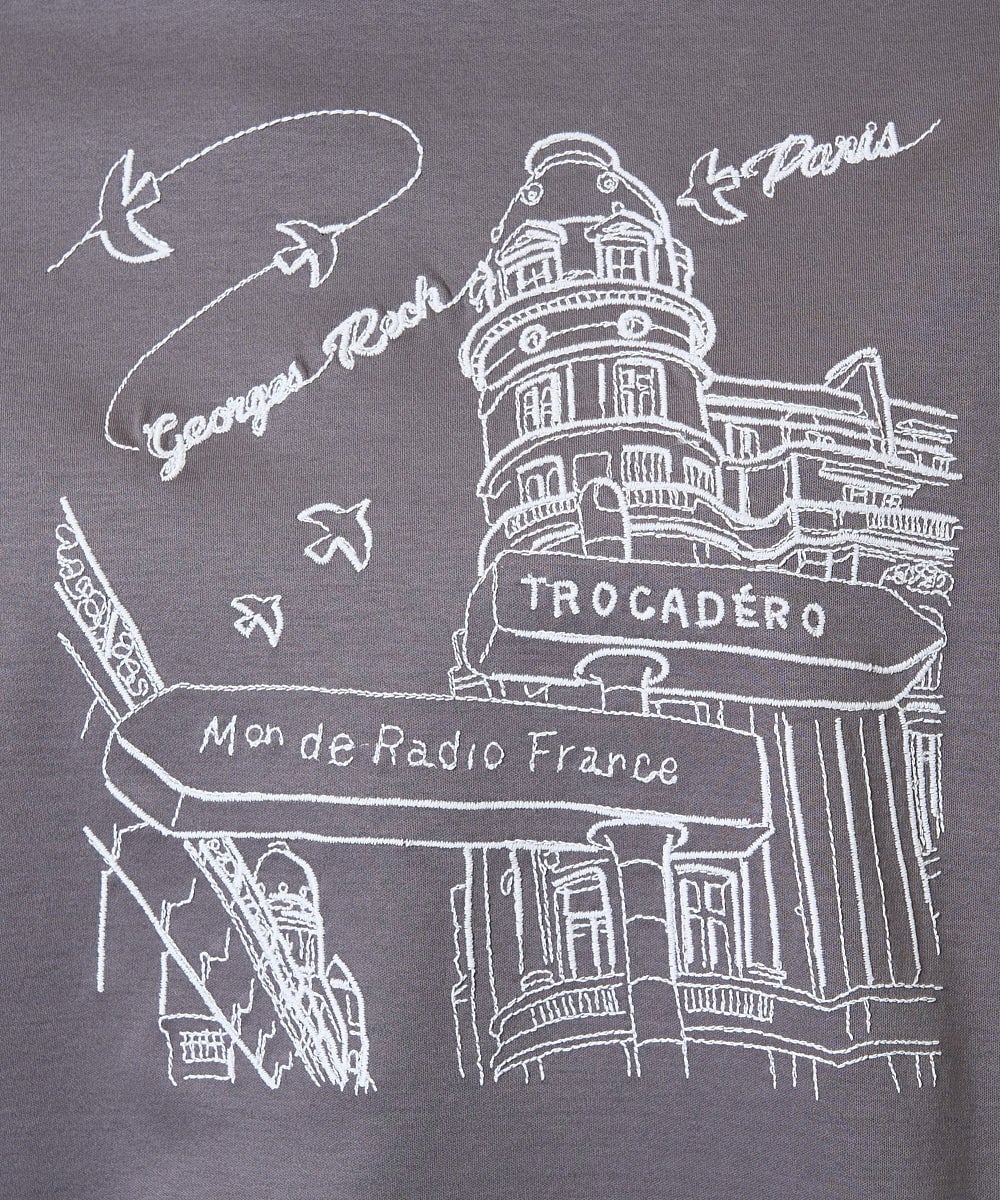 Paris
Georges Rech
TROCADÉRO
Mon de Radio France